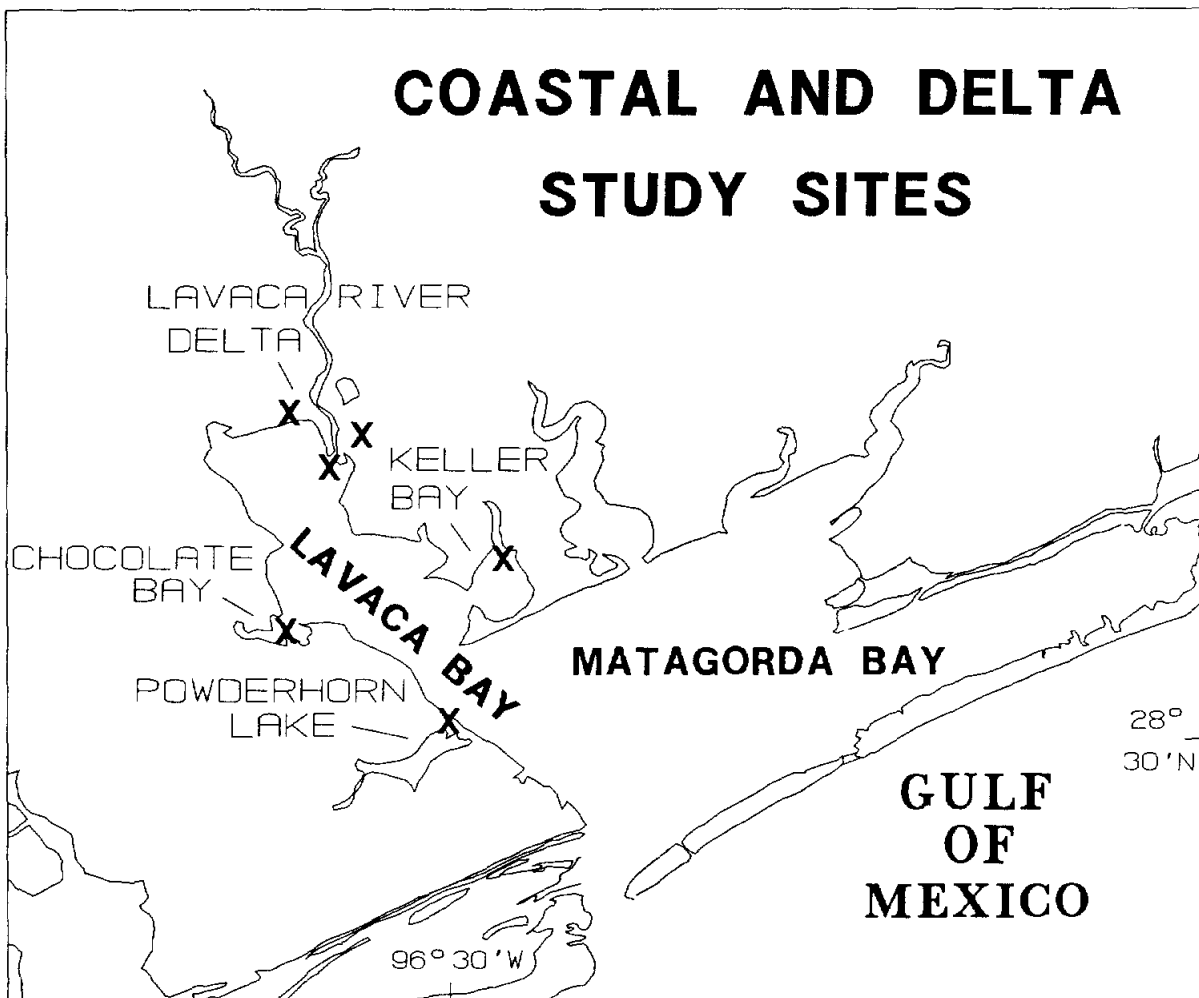 COASTAL AND DELTA
STUDY SITES
LAVACA RIVER
DELTA
X
X
X
KELLER
BAY
X
CHOCOLATE
BAY
X
LAVACA BAY
MATAGORDA BAY
POWDERHORN
LAKE
X
28°
30'N
GULF
OF
MEXICO
96°30'W